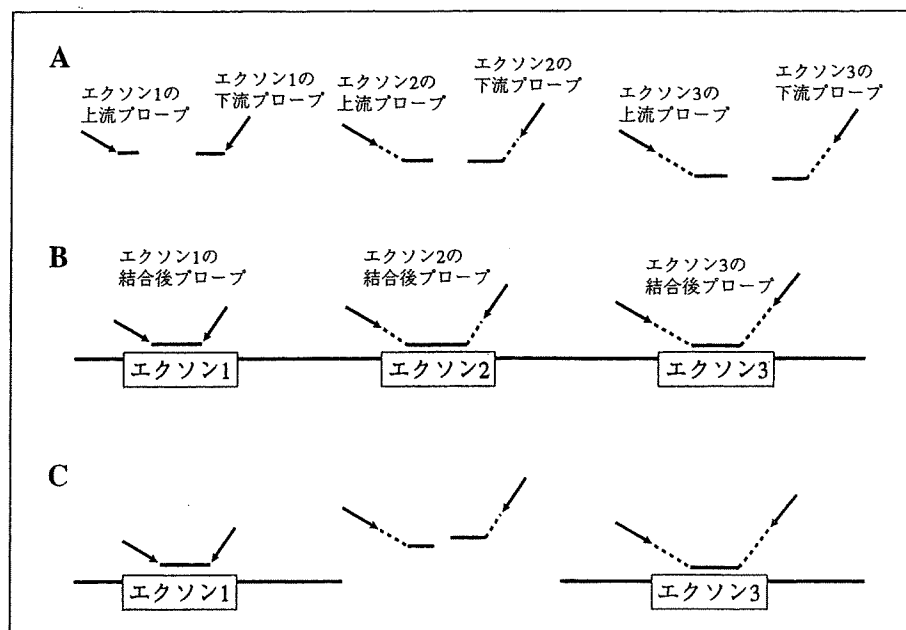 A
エクソン1の
上流プローブ
エクソン1の
下流プローブ
エクソン2の
上流プローブ
エクソン2の
下流プローブ
エクソン3の
上流プローブ
エクソン3の
下流プローブ
B
エクソン1の
結合後プローブ
エクソン2の
結合後プローブ
エクソン3の
結合後プローブ
エクソン1
エクソン2
エクソン3
C
エクソン1
エクソン3